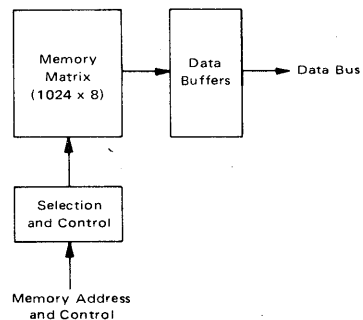 Memory
Matrix
(1024 x 8)
Data
Buffers
Data Bus
Selection
and Control
Memory Address
and Control